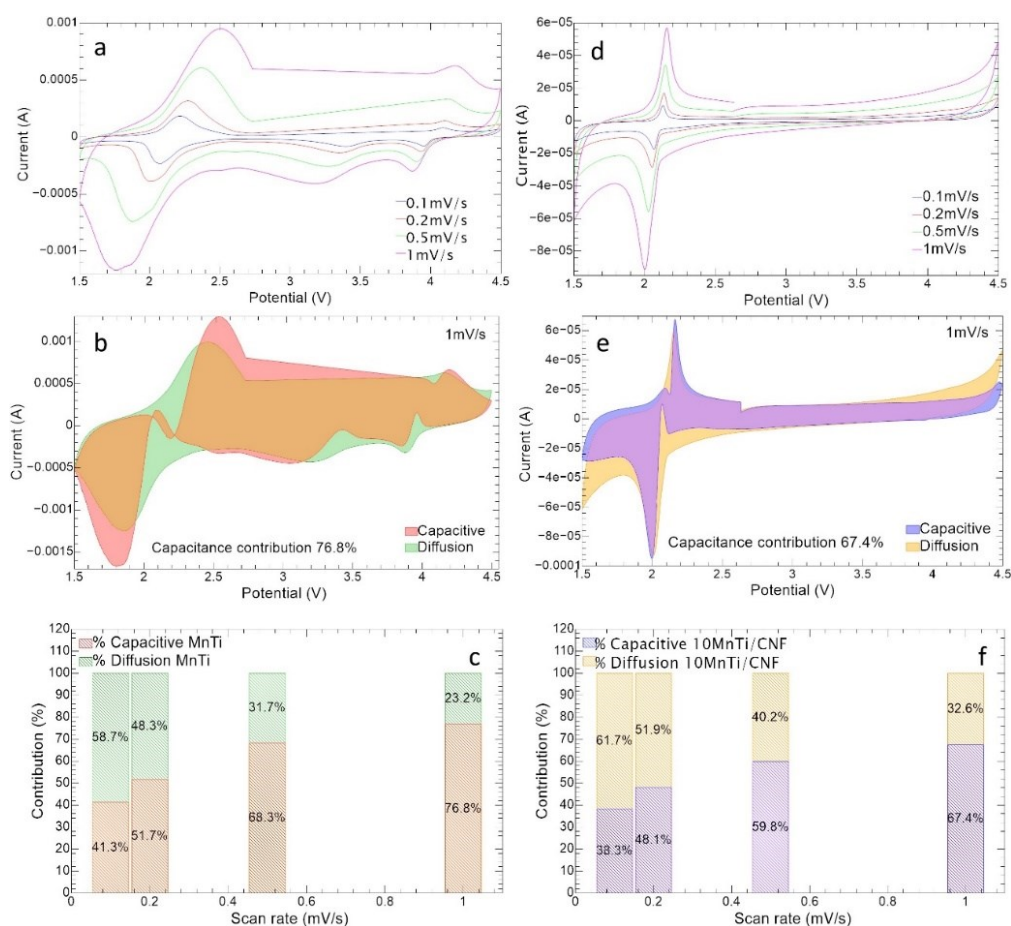 a
Current (A)
0.001
0.0005
0
−0.0005
−0.001
0.1mV/s
0.2mV/s
0.5mV/s
1mV/s
1.5 2 2.5 3 3.5 4 4.5
Potential (V)
d
Current (A)
6e-05
4e-05
2e-05
0
−2e-05
−4e-05
−6e-05
−8e-05
0.1mV/s
0.2mV/s
0.5mV/s
1mV/s
1.5 2 2.5 3 3.5 4 4.5
Potential (V)
b
1mV/s
Current (A)
0.001
0.0005
0
−0.0005
−0.001
−0.0015
Capacitive
Diffusion
Capacitance contribution 76.8%
1.5 2 2.5 3 3.5 4 4.5
Potential (V)
e
1mV/s
Current (A)
6e-05
4e-05
2e-05
0
−2e-05
−4e-05
−6e-05
−8e-05
−0.0001
Capacitive
Diffusion
Capacitance contribution 67.4%
1.5 2 2.5 3 3.5 4 4.5
Potential (V)
c
% Capacitive MnTi
% Diffusion MnTi
Contribution (%)
120
110
100
90
80
70
60
50
40
30
20
10
0
58.7% 48.3% 31.7% 23.2%
41.3% 51.7% 68.3% 76.8%
0 0.2 0.4 0.6 0.8 1
Scan rate (mV/s)
f
% Capacitive 10MnTi/CNF
% Diffusion 10MnTi/CNF
Contribution (%)
120
110
100
90
80
70
60
50
40
30
20
10
0
61.7% 51.9% 40.2% 32.6%
38.3% 48.1% 59.8% 67.4%
0 0.2 0.4 0.6 0.8 1
Scan rate (mV/s)